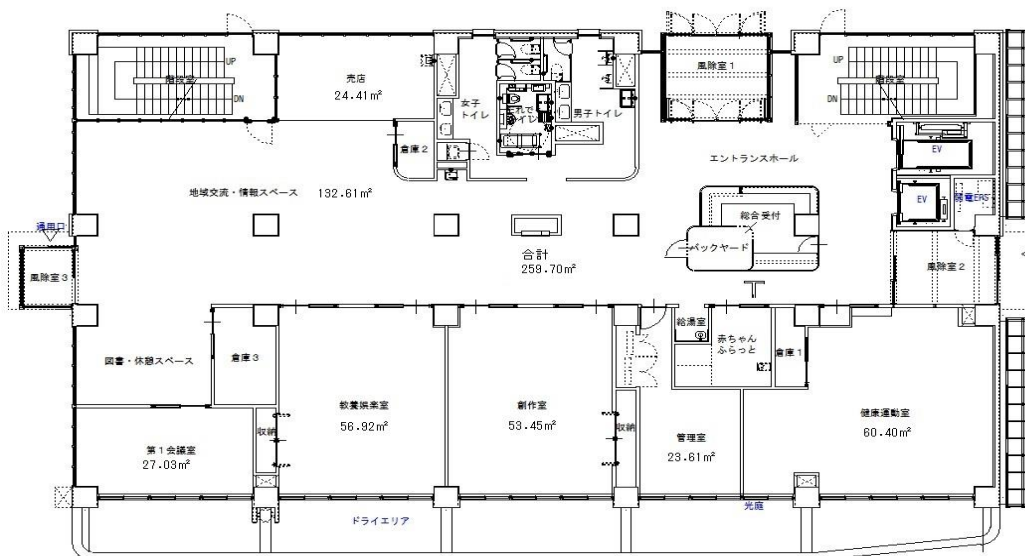 階段室
UP
DN
売店
24.41㎡
女子
トイレ
だれでも
トイレ
男子トイレ
風除室1
階段室
UP
DN
倉庫2
エントランスホール
EV
地域交流・情報スペース 132.61㎡
EV
通用口
総合受付
バックヤード
合計
259.70㎡
風除室3
風除室2
給湯室
赤ちゃん
ふらっと
倉庫1
図書・休憩スペース
倉庫3
教養娯楽室
56.92㎡
創作室
53.45㎡
健康運動室
60.40㎡
収納
収納
第1会議室
27.03㎡
管理室
23.61㎡
光庭
ドライエリア